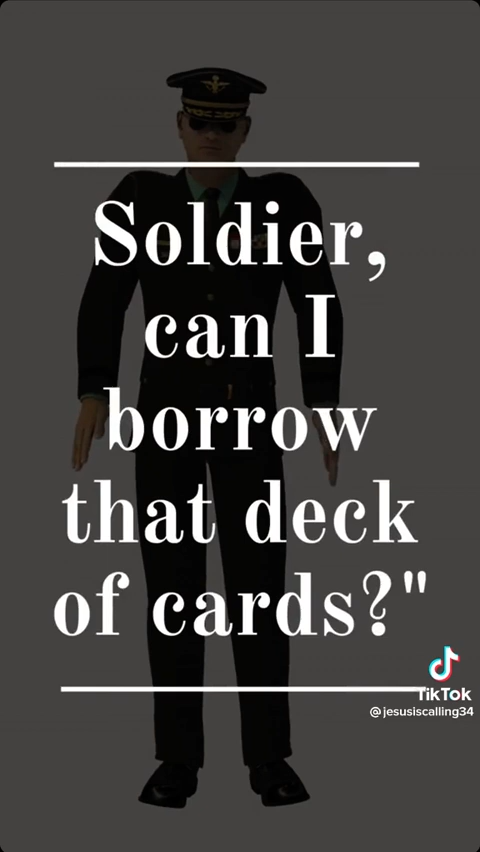 Soldier,
can I
borrow
that deck
of cards?"
TikTok
@jesusiscalling34